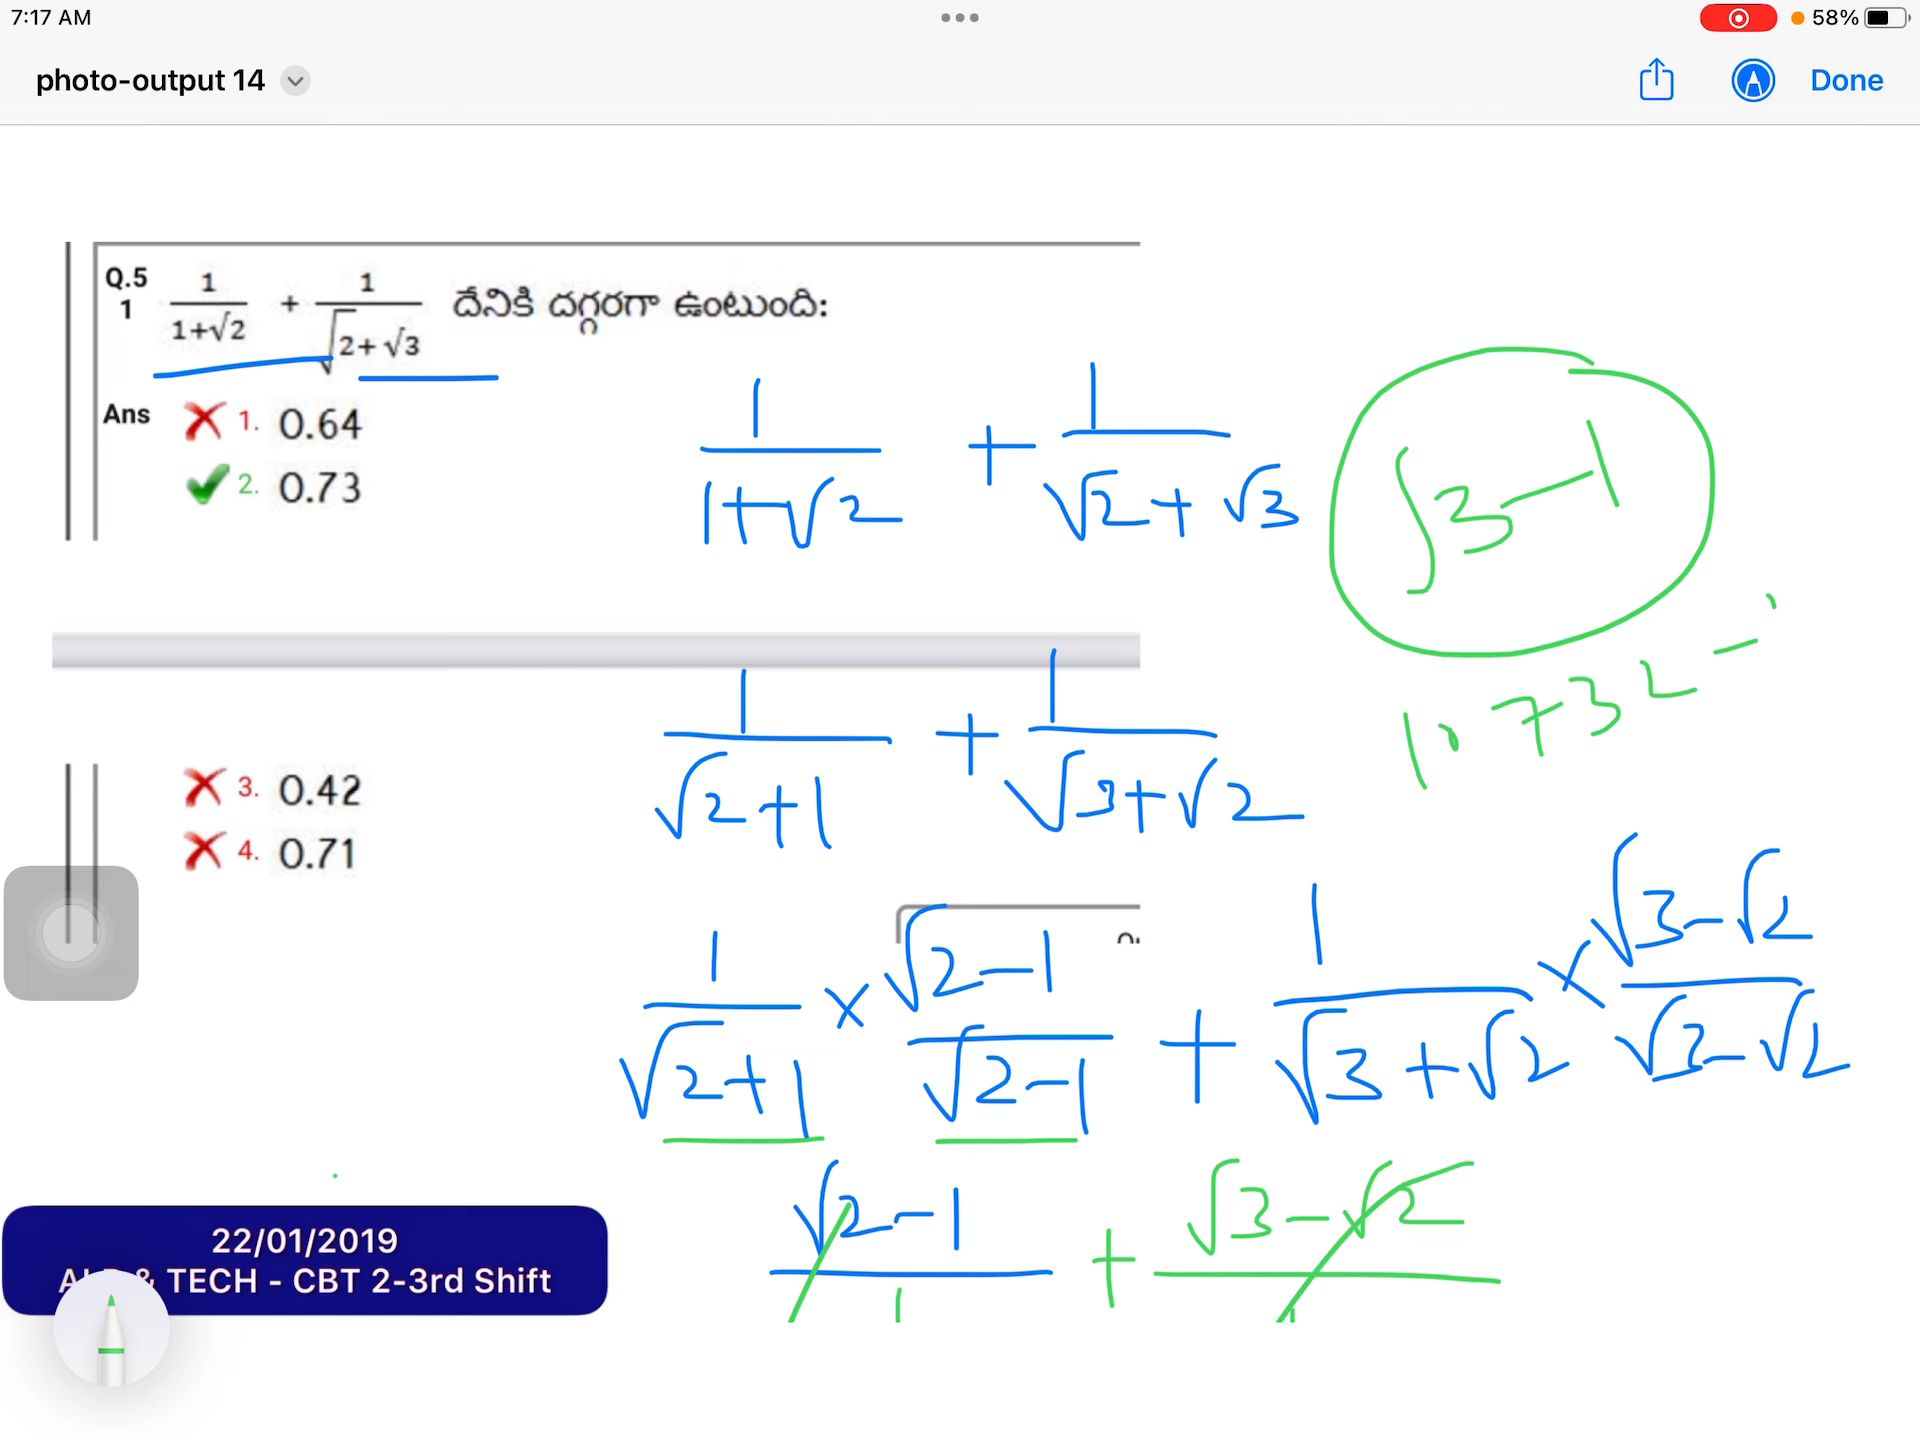 7:17 AM
58%
photo-output 14
Done
Q.5 1
1/(1+√2) + 1/(√2+√3) దేనికి దగ్గరగా ఉంటుంది:
Ans
1. 0.64
2. 0.73
1/(1+√2) + 1/(√2+√3)
√3-1
1.732-1
3. 0.42
4. 0.71
1/(√2+1) + 1/(√3+√2)
1/(√2+1) × (√2-1)/(√2-1) + 1/(√3+√2) × (√3-√2)/(√3-√2)
(√2-1)/1 + (√3-√2)/1
22/01/2019
& TECH - CBT 2-3rd Shift